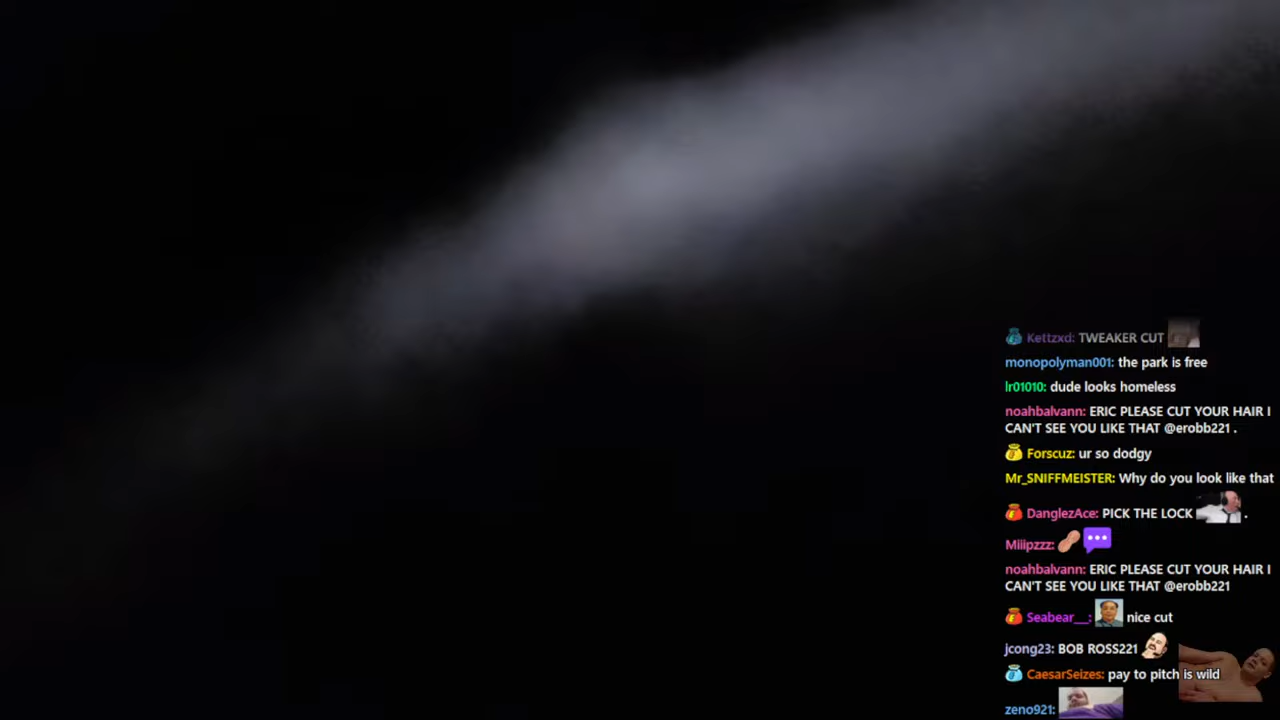 Kettzxd: TWEAKER CUT
monopolyman001: the park is free
lr01010: dude looks homeless
noahbalvann: ERIC PLEASE CUT YOUR HAIR I
CAN'T SEE YOU LIKE THAT @erobb221 .
Forscuz: ur so dodgy
Mr_SNIFFMEISTER: Why do you look like that
DanglezAce: PICK THE LOCK .
Miiipzzz:
noahbalvann: ERIC PLEASE CUT YOUR HAIR I
CAN'T SEE YOU LIKE THAT @erobb221
Seabear__: nice cut
jcong23: BOB ROSS221
CaesarSeizes: pay to pitch is wild
zeno921: